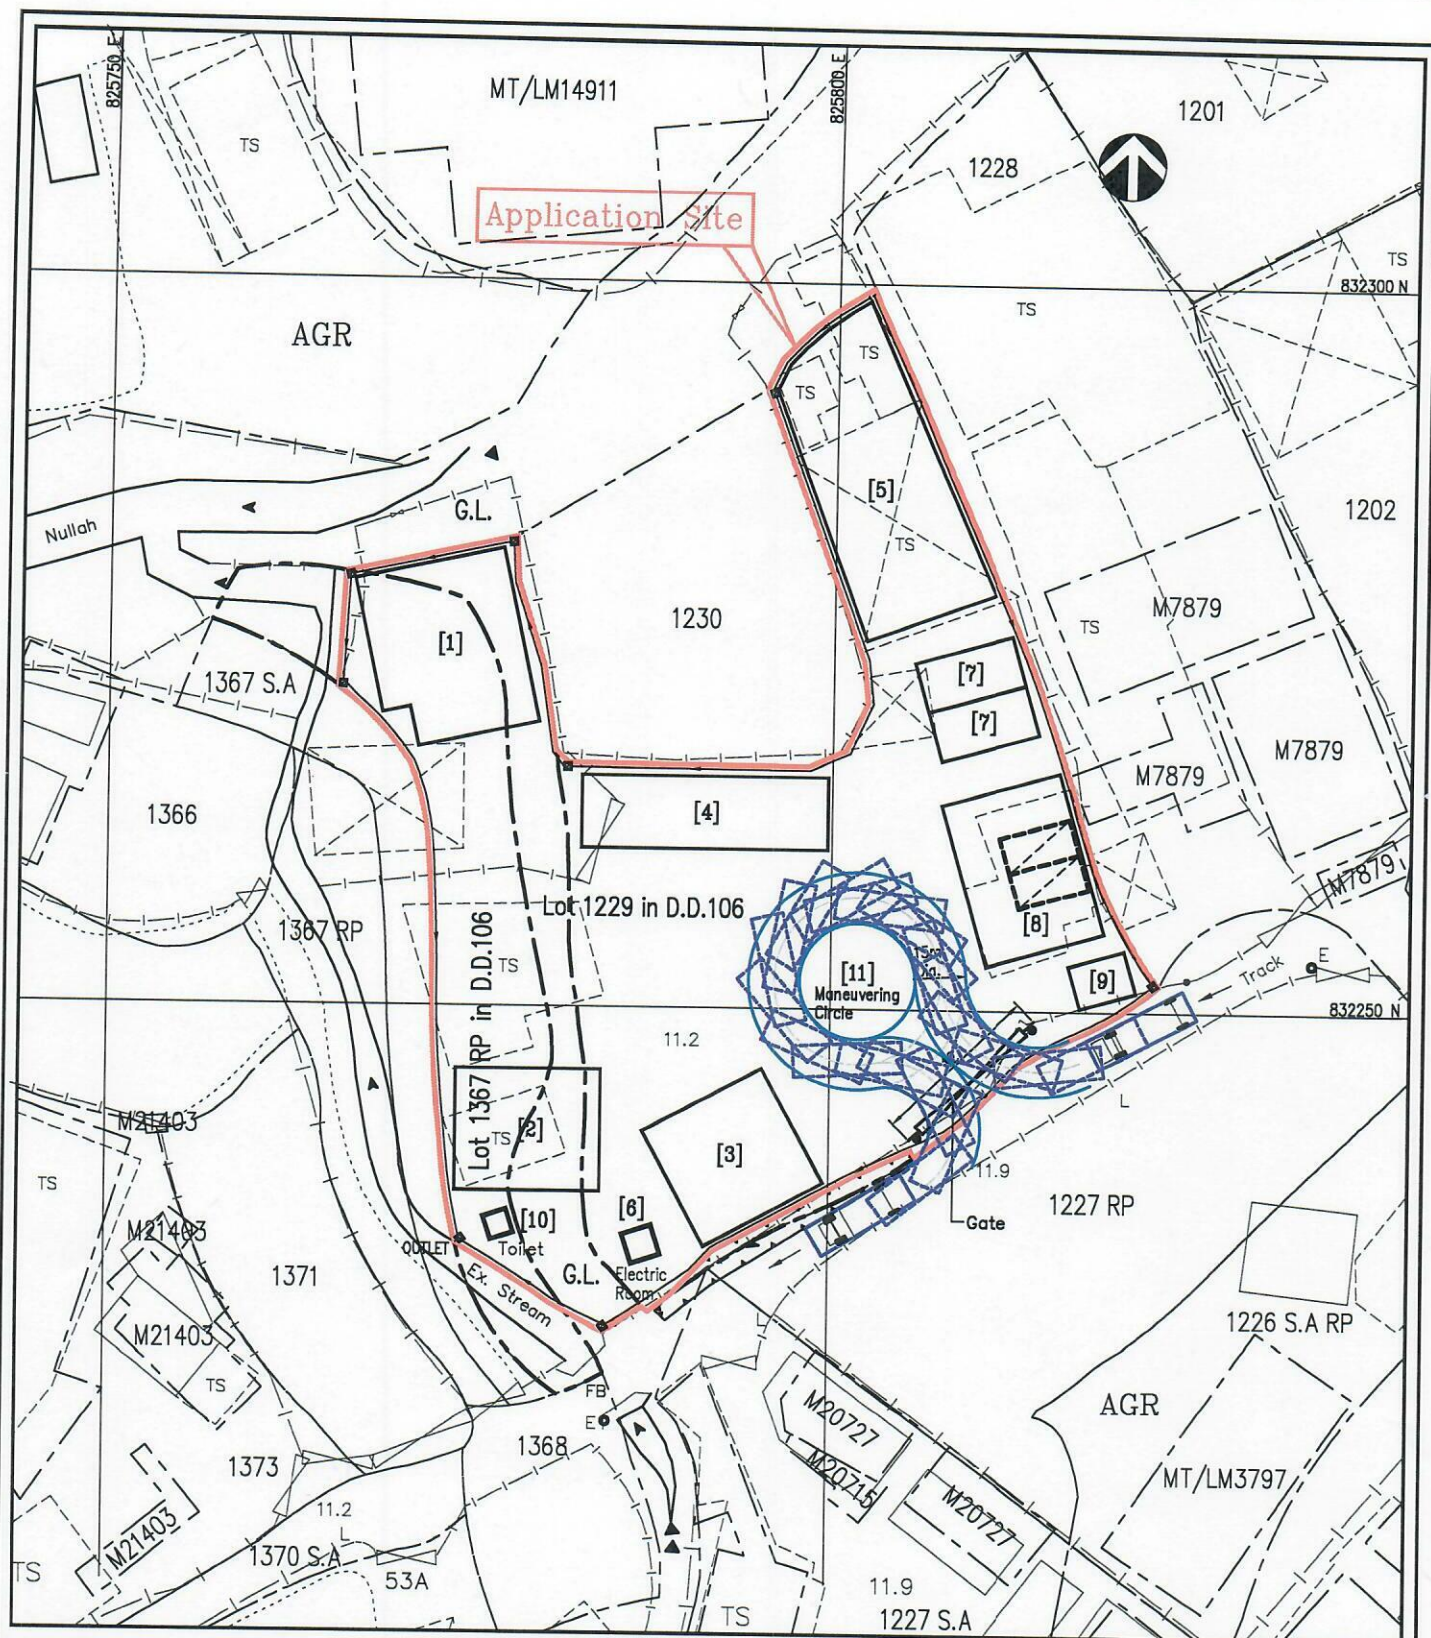 825750 E
MT/LM14911
825800 E
1201
TS
1228
Application Site
TS
832300 N
AGR
TS
TS
TS
[5]
1202
Nullah
G.L.
TS
M7879
TS
1230
[1]
1367 S.A
[7]
[7]
M7879
M7879
1366
[4]
M7879
Lot 1229 in D.D.106
1367 RP
[8]
TS
Lot 1367 RP in D.D.106
15m
Dia.
[11]
Maneuvering
Circle
[9]
Track
E
832250 N
11.2
L
M21403
TS
[2]
[3]
11.9
TS
1227 RP
M21403
[10]
[6]
Gate
OUTLET
Toilet
1371
Ex. Stream
G.L.
Electric
Room
L
1226 S.A RP
M21403
TS
FB
E
AGR
M20727
1368
1373
M20715
MT/LM3797
M20727
11.2
L
M21403
1370 S.A
53A
TS
11.9
TS
1227 S.A